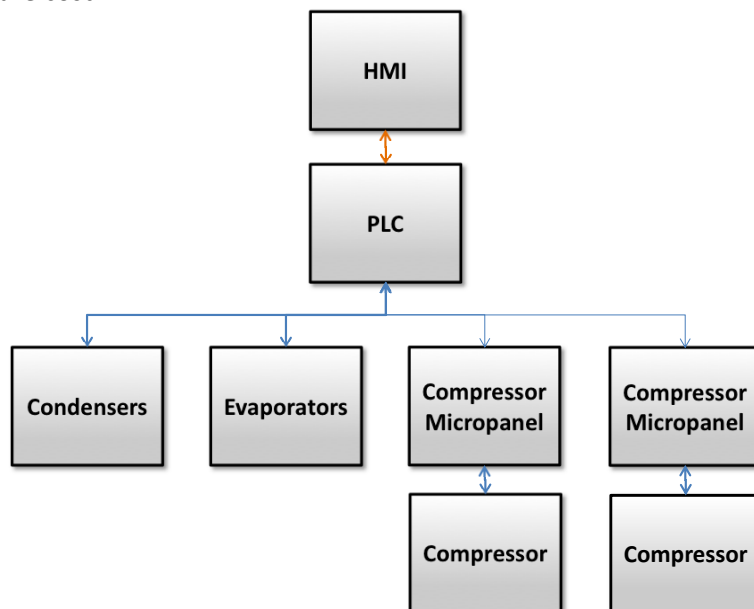 HMI
PLC
Condensers
Evaporators
Compressor
Micropanel
Compressor
Micropanel
Compressor
Compressor